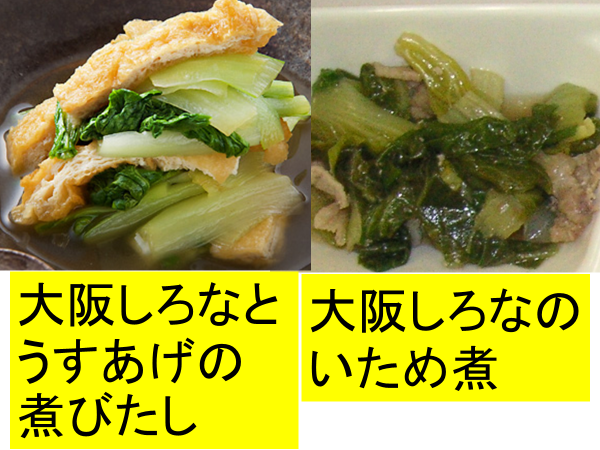 大阪しろなと
うすあげの
煮びたし
大阪しろなの
いため煮